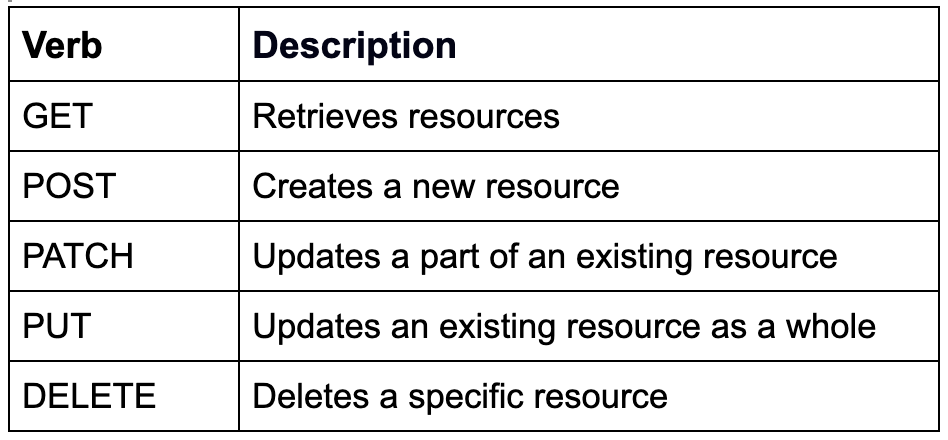 Verb Description
GET Retrieves resources
POST Creates a new resource
PATCH Updates a part of an existing resource
PUT Updates an existing resource as a whole
DELETE Deletes a specific resource